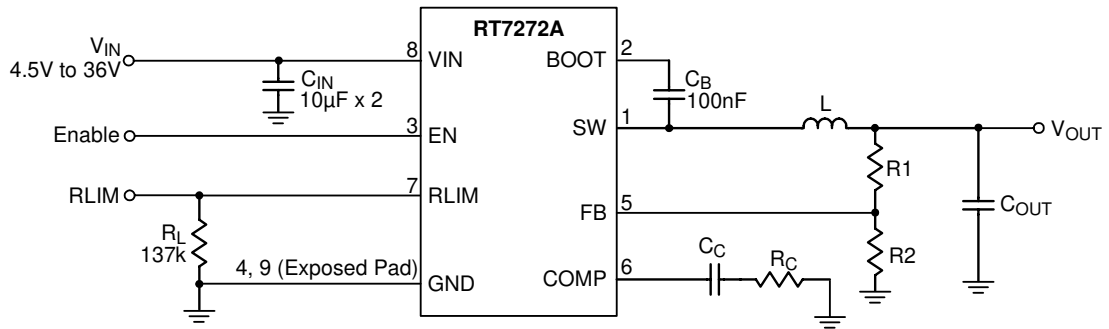 RT7272A
V_IN
4.5V to 36V
8
VIN
C_IN
10µF x 2
BOOT
2
C_B
100nF
Enable
3
EN
SW
1
L
V_OUT
RLIM
7
RLIM
R_L
137k
FB
5
R1
R2
C_OUT
4, 9 (Exposed Pad)
GND
COMP
6
C_C
R_C